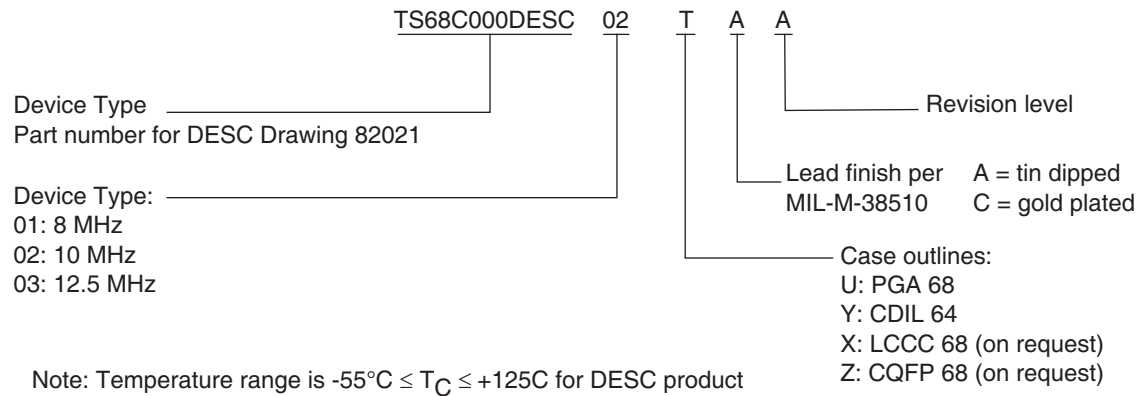 TS68C000DESC 02 T A A
Device Type
Part number for DESC Drawing 82021
Revision level
Device Type:
01: 8 MHz
02: 10 MHz
03: 12.5 MHz
Lead finish per A = tin dipped
MIL-M-38510 C = gold plated
Case outlines:
U: PGA 68
Y: CDIL 64
X: LCCC 68 (on request)
Z: CQFP 68 (on request)
Note: Temperature range is -55°C ≤ TC ≤ +125C for DESC product